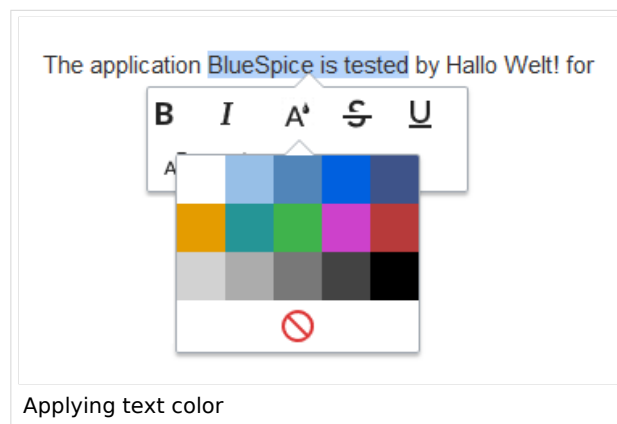 The application BlueSpice is tested by Hallo Welt! for
B I A S U
A
Applying text color